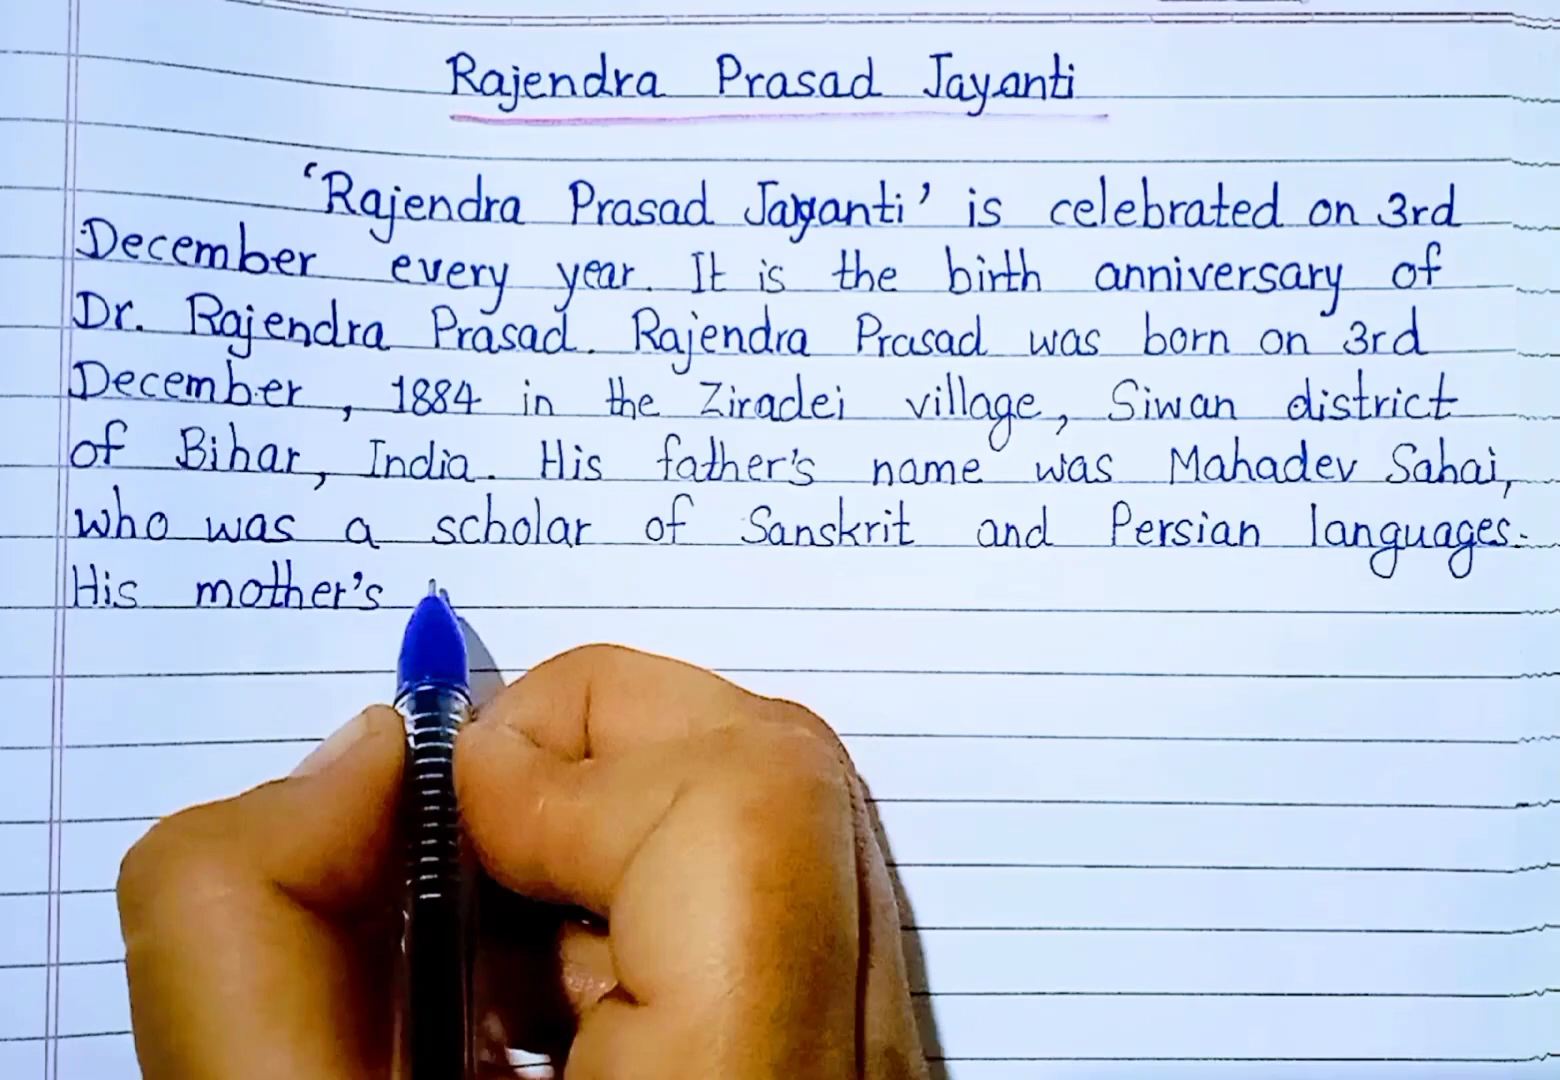 Rajendra Prasad Jayanti
'Rajendra Prasad Jayanti' is celebrated on 3rd
December every year. It is the birth anniversary of
Dr. Rajendra Prasad. Rajendra Prasad was born on 3rd
December, 1884 in the Ziradei village, Siwan district
of Bihar, India. His father's name was Mahadev Sahai,
who was a scholar of Sanskrit and Persian languages.
His mother's